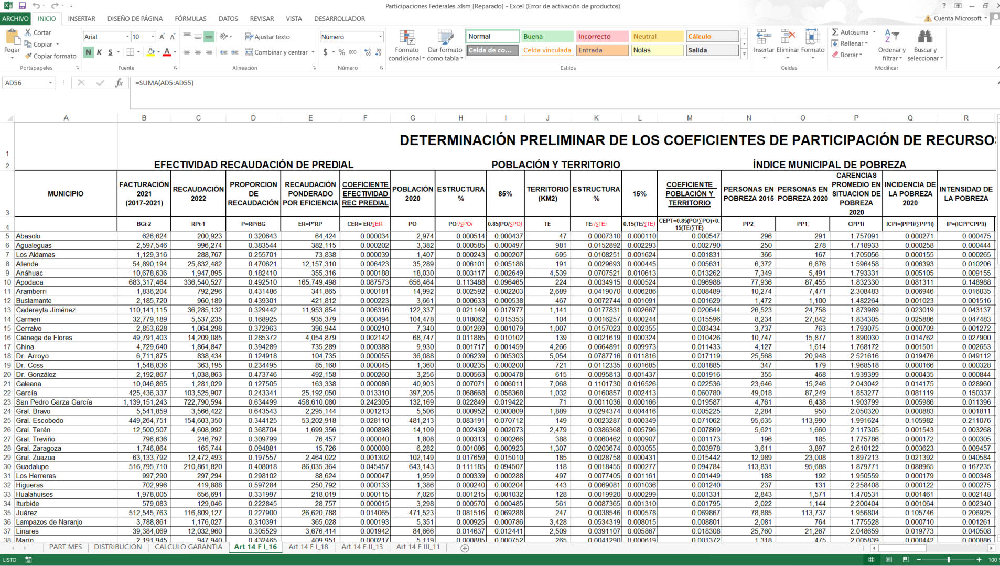 Participaciones Federales .xlsm [Reparado] - Excel (Error de activación de productos)
ARCHIVO INICIO INSERTAR DISEÑO DE PÁGINA FÓRMULAS DATOS REVISAR VISTA DESARROLLADOR Cuenta Microsoft
Pegar Cortar Copiar Copiar formato Portapapeles
Arial 10 N K S Fuente
Ajustar texto Combinar y centrar Alineación
Número $ % 000 Número
Formato condicional Dar formato como tabla
Normal Buena Incorrecto Neutral Cálculo
Celda de co... Celda vinculada Entrada Notas Salida
Estilos
Insertar Eliminar Formato Celdas
Autosuma Rellenar Borrar Ordenar y filtrar Buscar y seleccionar Modificar
AD56 fx =SUMA(AD5:AD55)
A B C D E F G H I J K L M N O P Q R
1 DETERMINACIÓN PRELIMINAR DE LOS COEFICIENTES DE PARTICIPACIÓN DE RECURSOS
2 EFECTIVIDAD RECAUDACIÓN DE PREDIAL POBLACIÓN Y TERRITORIO ÍNDICE MUNICIPAL DE POBREZA
3 MUNICIPIO FACTURACIÓN 2021 (2017-2021) RECAUDACIÓN 2022 PROPORCION DE RECAUDACIÓN RECAUDACIÓN PONDERADO POR EFICIENCIA COEFICIENTE EFECTIVIDAD REC PREDIAL POBLACIÓN 2020 ESTRUCTURA % 85% TERRITORIO (KM2) ESTRUCTURA % 15% COEFICIENTE POBLACIÓN Y TERRITORIO PERSONAS EN POBREZA 2015 PERSONAS EN POBREZA 2020 CARENCIAS PROMEDIO EN SITUACION DE POBREZA 2020 INCIDENCIA DE LA POBREZA 2020 INTENSIDAD DE LA POBREZA
4 BGt-2 RPt-1 P=RP/BG ER=P*RP CER= ER/∑ER PO POi/∑POi 0.85(PO/∑PO) TE TEi/∑TEi 0.15(TE/∑TE) CEPT=0.85(PO/∑PO)+0.15(TE/∑TE) PP2i PP1i CPP1i ICPi=(PP1i/∑PP1i) IP=(ICPi*CPP!i)
5 Abasolo 626,624 200,923 0.320643 64,424 0.000034 2,974 0.000514 0.000437 47 0.0007310 0.000110 0.000547 296 291 1.757091 0.000271 0.000475
6 Agualeguas 2,597,546 996,274 0.383544 382,115 0.000202 3,382 0.000585 0.000497 981 0.0152892 0.002293 0.002790 250 278 1.718933 0.000258 0.000444
7 Los Aldamas 1,129,316 288,767 0.255701 73,838 0.000039 1,407 0.000243 0.000207 695 0.0108251 0.001624 0.001831 366 167 1.705056 0.000155 0.000265
8 Allende 54,890,194 25,832,482 0.470621 12,157,310 0.006423 35,289 0.006101 0.005186 191 0.0029693 0.000445 0.005631 6,372 6,876 1.596458 0.006393 0.010206
9 Anáhuac 10,678,636 1,947,895 0.182410 355,316 0.000188 18,030 0.003117 0.002649 4,539 0.0707521 0.010613 0.013262 7,349 5,491 1.793331 0.005105 0.009155
10 Apodaca 683,317,464 336,540,527 0.492510 165,749,498 0.087573 656,464 0.113488 0.096465 224 0.0034915 0.000524 0.096988 77,936 87,455 1.832330 0.081311 0.148988
11 Aramberri 1,836,204 792,296 0.431486 341,865 0.000181 14,992 0.002592 0.002203 2,689 0.0419070 0.006286 0.008489 10,274 7,471 2.308483 0.006946 0.016035
12 Bustamante 2,185,720 960,189 0.439301 421,812 0.000223 3,661 0.000633 0.000538 467 0.0072744 0.001091 0.001629 1,472 1,100 1.482264 0.001023 0.001516
13 Cadereyta Jiménez 110,141,115 36,285,132 0.329442 11,953,854 0.006316 122,337 0.021149 0.017977 1,141 0.0177831 0.002667 0.020644 26,523 24,758 1.873989 0.023019 0.043137
14 Carmen 32,779,189 5,537,235 0.168925 935,379 0.000494 104,478 0.018062 0.015353 104 0.0016257 0.000244 0.015596 8,234 27,842 1.834305 0.025886 0.047483
15 Cerralvo 2,853,628 1,064,298 0.372963 396,944 0.000210 7,340 0.001269 0.001079 1,007 0.0157023 0.002355 0.003434 3,737 763 1.793075 0.000709 0.001272
16 Ciénega de Flores 49,791,403 14,209,085 0.285372 4,054,879 0.002142 68,747 0.011885 0.010102 139 0.0021619 0.000324 0.010426 10,747 15,877 1.890030 0.014762 0.027900
17 China 4,729,640 1,864,847 0.394289 735,289 0.000388 9,930 0.001717 0.001459 4,266 0.0664891 0.009973 0.011433 4,127 1,614 1.768172 0.001501 0.002653
18 Dr. Arroyo 6,711,875 838,434 0.124918 104,735 0.000055 36,088 0.006239 0.005303 5,054 0.0787716 0.011816 0.017119 25,568 20,948 2.521616 0.019476 0.049112
19 Dr. Coss 1,548,836 363,195 0.234495 85,168 0.000045 1,360 0.000235 0.000200 721 0.0112335 0.001685 0.001885 347 179 1.968518 0.000166 0.000328
20 Dr. González 2,192,867 1,038,863 0.473746 492,158 0.000260 3,256 0.000563 0.000478 615 0.0095813 0.001437 0.001916 355 468 1.939399 0.000435 0.000844
21 Galeana 10,046,865 1,281,029 0.127505 163,338 0.000086 40,903 0.007071 0.006011 7,068 0.1101730 0.016526 0.022536 23,646 15,246 2.043042 0.014175 0.028960
22 García 425,436,337 103,525,907 0.243341 25,192,050 0.013310 397,205 0.068668 0.058368 1,032 0.0160857 0.002413 0.060780 49,018 87,249 1.853277 0.081119 0.150337
23 San Pedro Garza García 1,139,151,243 722,790,594 0.634499 458,610,080 0.242305 132,169 0.022849 0.019422 71 0.0011036 0.000166 0.019587 4,761 6,438 1.903799 0.005986 0.011396
24 Gral. Bravo 5,541,859 3,566,422 0.643543 2,295,144 0.001213 5,506 0.000952 0.000809 1,889 0.0294374 0.004416 0.005225 2,284 950 2.050320 0.000883 0.001811
25 Gral. Escobedo 449,264,751 154,603,350 0.344125 53,202,918 0.028110 481,213 0.083191 0.070712 149 0.0023287 0.000349 0.071062 95,635 113,990 1.991624 0.105982 0.211076
26 Gral. Terán 12,500,507 4,608,992 0.368704 1,699,356 0.000898 14,109 0.002439 0.002073 2,479 0.0386368 0.005796 0.007869 5,621 1,660 2.117305 0.001543 0.003268
27 Gral. Treviño 796,636 246,797 0.309799 76,457 0.000040 1,808 0.000313 0.000266 388 0.0060462 0.000907 0.001173 196 185 1.775786 0.000172 0.000305
28 Gral. Zaragoza 1,746,864 165,744 0.094881 15,726 0.000008 6,282 0.001086 0.000923 1,307 0.0203674 0.003055 0.003978 3,611 3,897 2.610122 0.003623 0.009457
29 Gral. Zuazua 63,133,792 12,472,493 0.197557 2,464,022 0.001302 102,149 0.017659 0.015010 185 0.0028758 0.000431 0.015442 12,989 23,008 1.897213 0.021392 0.040584
30 Guadalupe 516,795,710 210,861,820 0.408018 86,035,364 0.045457 643,143 0.111185 0.094507 118 0.0018455 0.000277 0.094784 113,831 95,688 1.879771 0.088965 0.167235
31 Los Herreras 997,290 297,294 0.298102 88,624 0.000047 1,959 0.000339 0.000288 497 0.0077405 0.001161 0.001449 188 192 1.950559 0.000179 0.000348
32 Higueras 702,996 419,888 0.597284 250,792 0.000133 1,386 0.000240 0.000204 443 0.0069081 0.001036 0.001240 237 131 2.258408 0.000122 0.000275
33 Hualahuises 1,978,005 656,691 0.331997 218,019 0.000115 7,026 0.001215 0.001032 128 0.0019920 0.000299 0.001331 2,843 1,571 1.470531 0.001461 0.002148
34 Iturbide 579,083 129,046 0.222845 28,757 0.000015 3,298 0.000570 0.000485 561 0.0087365 0.001310 0.001795 2,022 1,144 2.200404 0.001064 0.002340
35 Juárez 512,545,763 116,809,127 0.227900 26,620,788 0.014065 471,523 0.081516 0.069288 247 0.0038546 0.000578 0.069867 78,885 113,737 1.956804 0.105746 0.206925
36 Lampazos de Naranjo 3,788,861 1,176,027 0.310391 365,028 0.000193 5,351 0.000925 0.000786 3,428 0.0534319 0.008015 0.008801 2,081 764 1.775528 0.000710 0.001261
37 Linares 39,384,069 12,032,960 0.305529 3,676,414 0.001942 84,666 0.014637 0.012441 2,509 0.0391107 0.005867 0.018308 25,760 21,267 2.048659 0.019773 0.040508
38 Marín 2,191,945 947,940 0.432465 409,951 0.000217 5,119 0.000885 0.000752 265 0.0041290 0.000619 0.001372 1,318 475 2.005839 0.000442 0.000886
PART MES DISTRIBUCION CALCULO GARANTIA Art 14 F I_16 Art 14 F I_18 Art 14 F II_13 Art 14 F III_11
LISTO 100